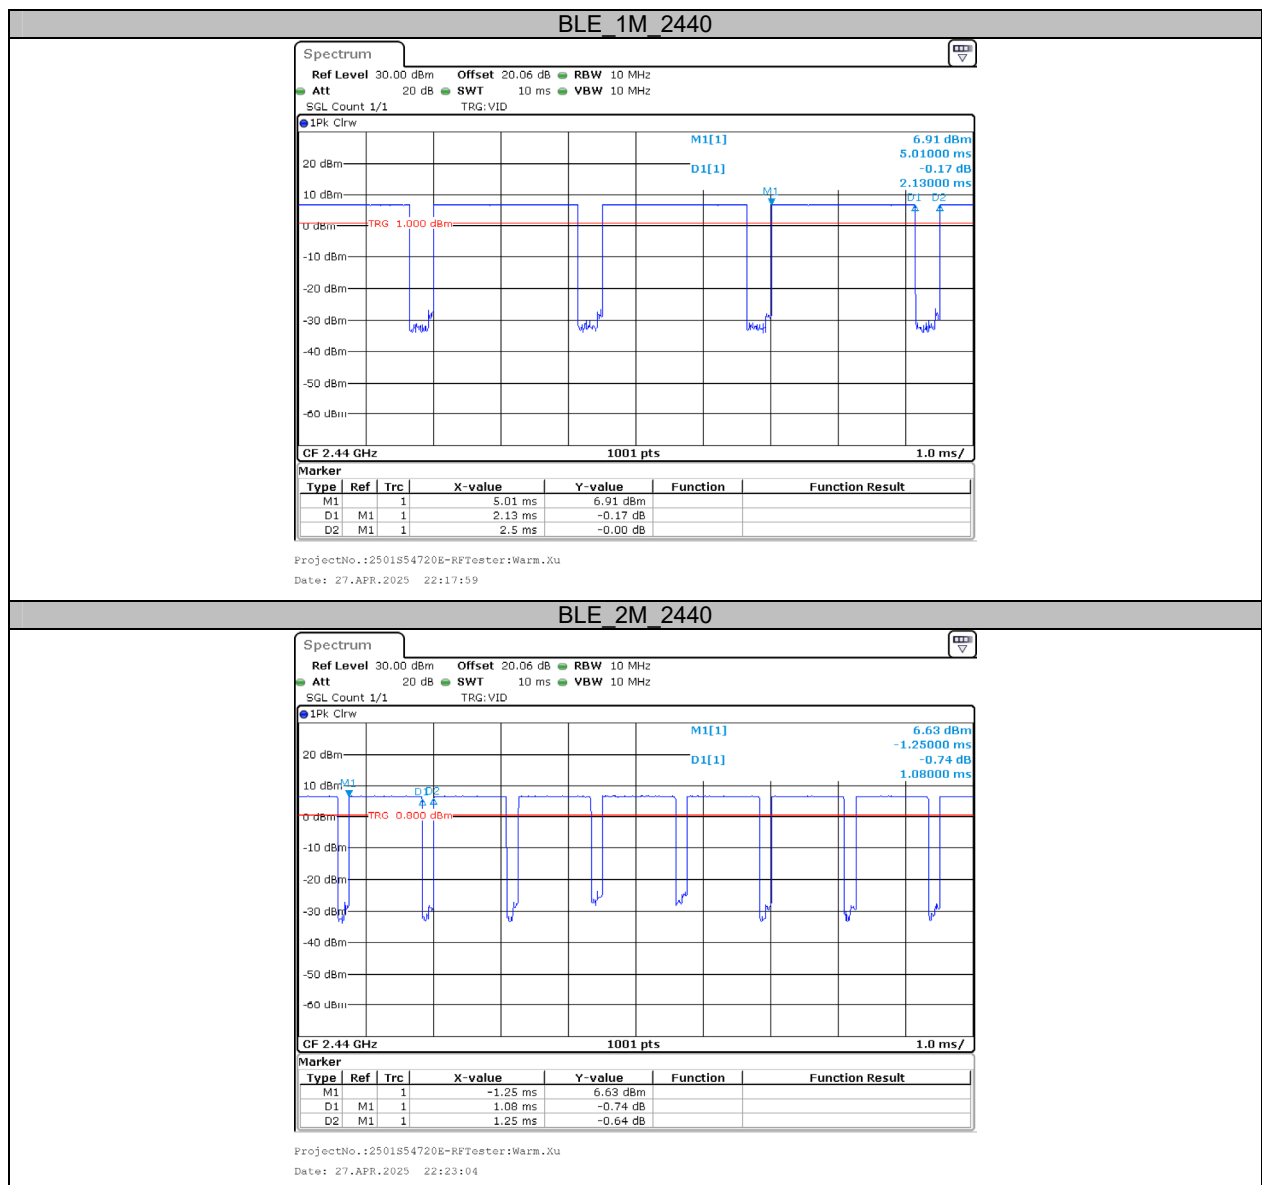 BLE_1M_2440
Spectrum
Ref Level 30.00 dBm Offset 20.06 dB RBW 10 MHz
Att 20 dB SWT 10 ms VBW 10 MHz
SGL Count 1/1 TRG:VID
1Pk Clrw
M1[1] 6.91 dBm
5.01000 ms
20 dBm
D1[1] -0.17 dB
2.13000 ms
10 dBm
M1
D1 D2
0 dBm
TRG 1.000 dBm
-10 dBm
-20 dBm
-30 dBm
-40 dBm
-50 dBm
-60 dBm
CF 2.44 GHz 1001 pts 1.0 ms/
Marker
Type Ref Trc X-value Y-value Function Function Result
M1 1 5.01 ms 6.91 dBm
D1 M1 1 2.13 ms -0.17 dB
D2 M1 1 2.5 ms -0.00 dB
ProjectNo.:2501S54720E-RFTester:Warm.Xu
Date: 27.APR.2025 22:17:59
BLE_2M_2440
Spectrum
Ref Level 30.00 dBm Offset 20.06 dB RBW 10 MHz
Att 20 dB SWT 10 ms VBW 10 MHz
SGL Count 1/1 TRG:VID
1Pk Clrw
M1[1] 6.63 dBm
-1.25000 ms
20 dBm
D1[1] -0.74 dB
1.08000 ms
10 dBm
M1
D1 D2
0 dBm
TRG 0.800 dBm
-10 dBm
-20 dBm
-30 dBm
-40 dBm
-50 dBm
-60 dBm
CF 2.44 GHz 1001 pts 1.0 ms/
Marker
Type Ref Trc X-value Y-value Function Function Result
M1 1 -1.25 ms 6.63 dBm
D1 M1 1 1.08 ms -0.74 dB
D2 M1 1 1.25 ms -0.64 dB
ProjectNo.:2501S54720E-RFTester:Warm.Xu
Date: 27.APR.2025 22:23:04